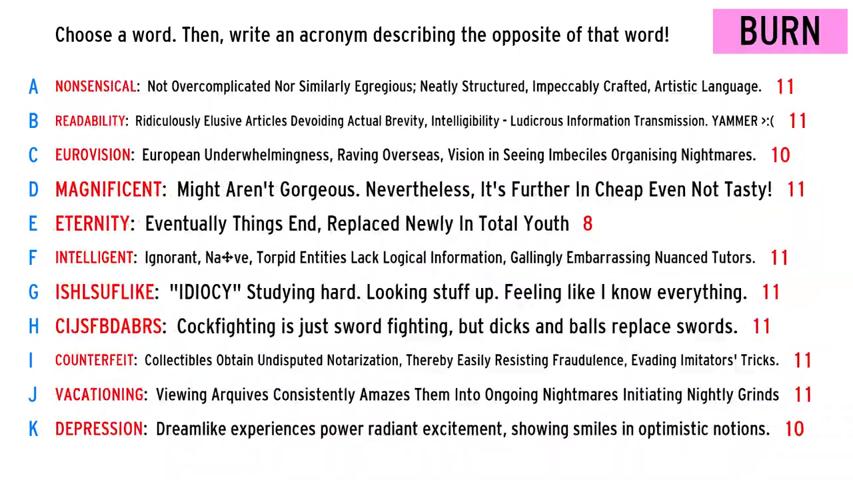 Choose a word. Then, write an acronym describing the opposite of that word!
BURN
A NONSENSICAL: Not Overcomplicated Nor Similarly Egregious; Neatly Structured, Impeccably Crafted, Artistic Language. 11
B READABILITY: Ridiculously Elusive Articles Devoiding Actual Brevity, Intelligibility - Ludicrous Information Transmission. YAMMER >:( 11
C EUROVISION: European Underwhelmingness, Raving Overseas, Vision in Seeing Imbeciles Organising Nightmares. 10
D MAGNIFICENT: Might Aren't Gorgeous. Nevertheless, It's Further In Cheap Even Not Tasty! 11
E ETERNITY: Eventually Things End, Replaced Newly In Total Youth 8
F INTELLIGENT: Ignorant, Na✣ve, Torpid Entities Lack Logical Information, Gallingly Embarrassing Nuanced Tutors. 11
G ISHLSUFLIKE: "IDIOCY" Studying hard. Looking stuff up. Feeling like I know everything. 11
H CIJSFBDABRS: Cockfighting is just sword fighting, but dicks and balls replace swords. 11
I COUNTERFEIT: Collectibles Obtain Undisputed Notarization, Thereby Easily Resisting Fraudulence, Evading Imitators' Tricks. 11
J VACATIONING: Viewing Arquives Consistently Amazes Them Into Ongoing Nightmares Initiating Nightly Grinds 11
K DEPRESSION: Dreamlike experiences power radiant excitement, showing smiles in optimistic notions. 10